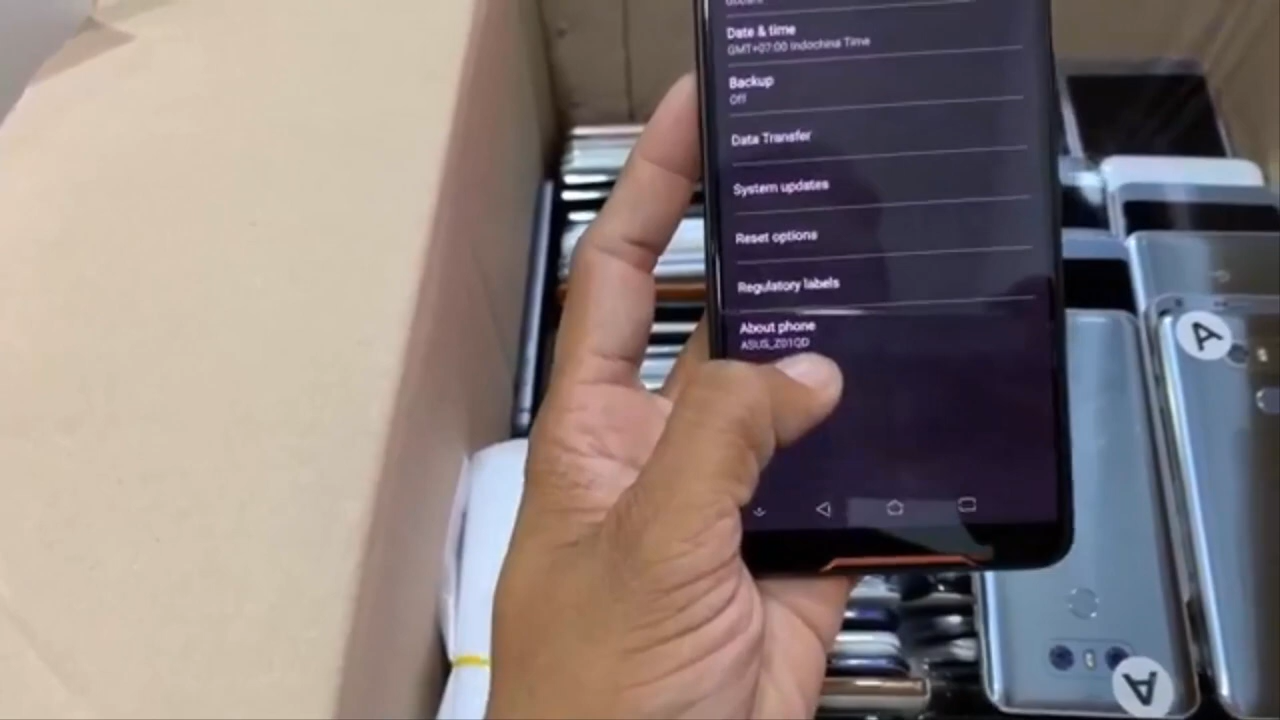 Date & time
GMT+07:00 Indochina Time
Backup
Off
Data Transfer
System updates
Reset options
Regulatory labels
About phone
ASUS_Z01QD
A
A